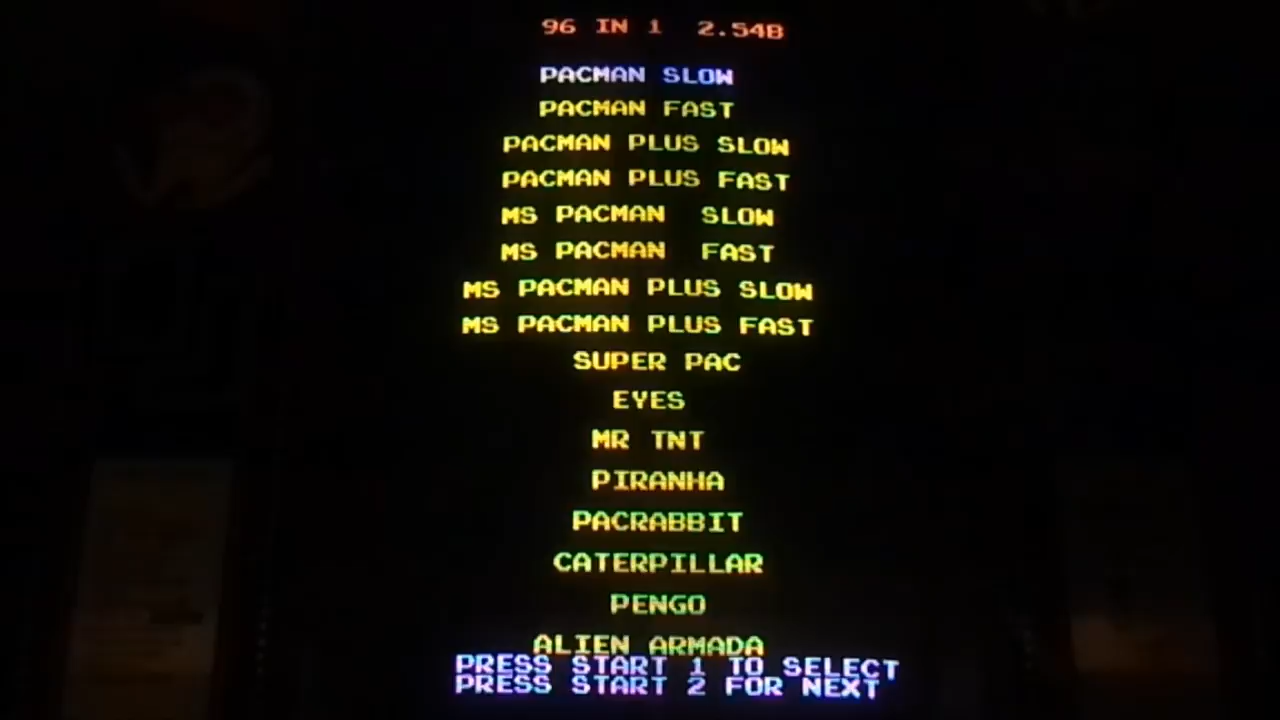 96 IN 1 2.54B
PACMAN SLOW
PACMAN FAST
PACMAN PLUS SLOW
PACMAN PLUS FAST
MS PACMAN SLOW
MS PACMAN FAST
MS PACMAN PLUS SLOW
MS PACMAN PLUS FAST
SUPER PAC
EYES
MR TNT
PIRANHA
PACRABBIT
CATERPILLAR
PENGO
ALIEN ARMADA
PRESS START 1 TO SELECT
PRESS START 2 FOR NEXT